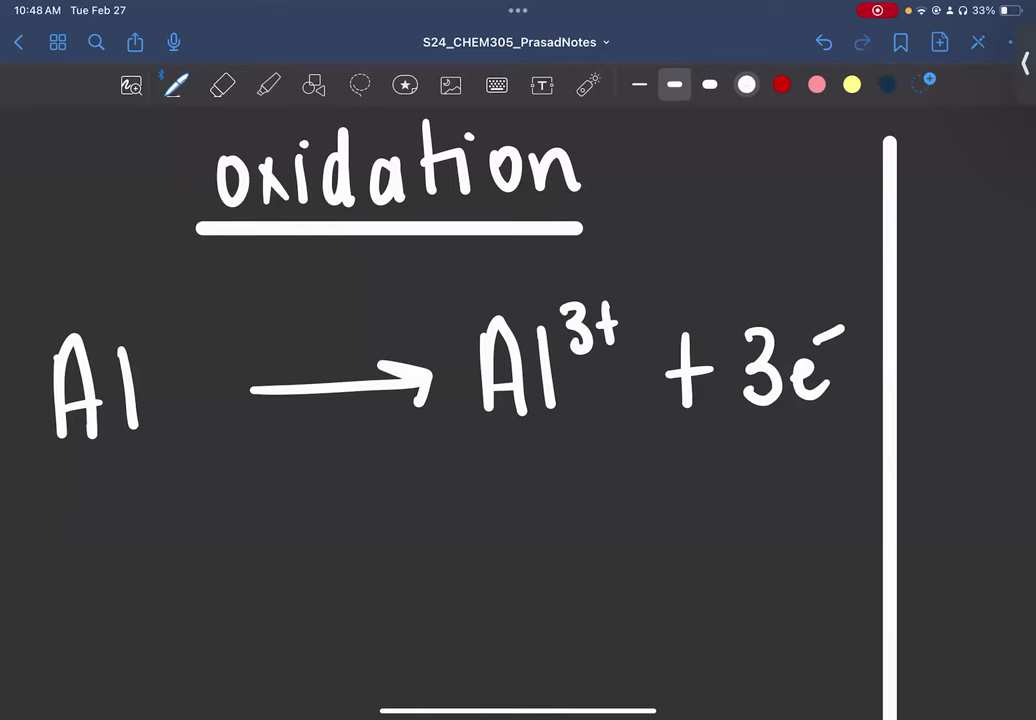 10:48 AM Tue Feb 27
33%
S24_CHEM305_PrasadNotes
oxidation
Al → Al³⁺ + 3e⁻